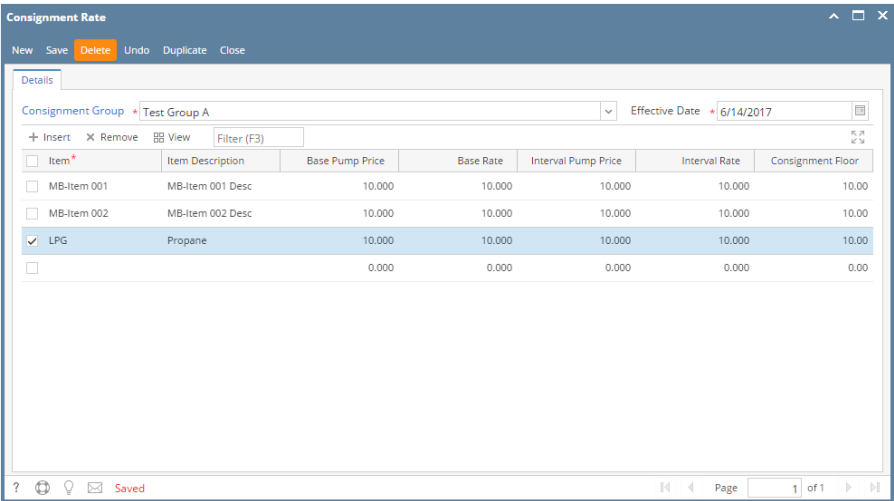 Consignment Rate
New Save Delete Undo Duplicate Close
Details
Consignment Group * Test Group A Effective Date * 6/14/2017
Insert Remove View Filter (F3)
Item* Item Description Base Pump Price Base Rate Interval Pump Price Interval Rate Consignment Floor
MB-Item 001 MB-Item 001 Desc 10.000 10.000 10.000 10.000 10.00
MB-Item 002 MB-Item 002 Desc 10.000 10.000 10.000 10.000 10.00
LPG Propane 10.000 10.000 10.000 10.000 10.00
0.000 0.000 0.000 0.000 0.00
? Saved Page 1 of 1